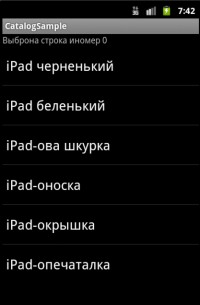 7:42
CatalogSample
Выброна строка иномер 0
iPad черненький
iPad беленький
iPad-ова шкурка
iPad-оноска
iPad-окрышка
iPad-опечаталка